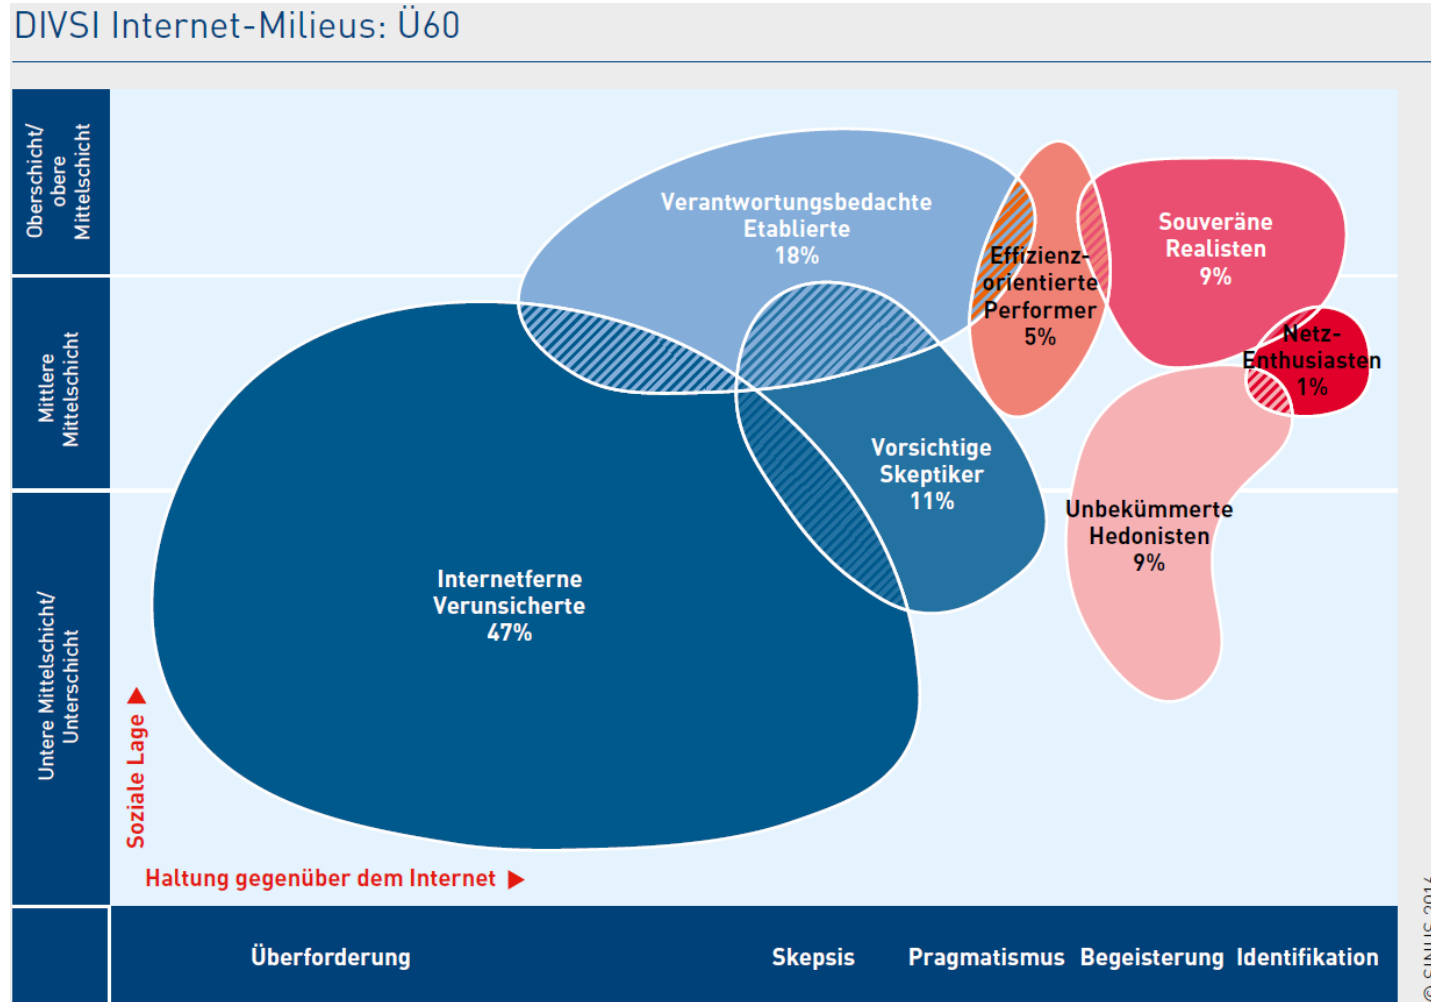 DIVSI Internet-Milieus: Ü60
Oberschicht/
obere
Mittelschicht
Mittlere
Mittelschicht
Untere Mittelschicht/
Unterschicht
Verantwortungsbedachte
Etablierte
18%
Effizienz-
orientierte
Performer
5%
Souveräne
Realisten
9%
Netz-
Enthusiasten
1%
Vorsichtige
Skeptiker
11%
Unbekümmerte
Hedonisten
9%
Internetferne
Verunsicherte
47%
Soziale Lage ▶
Haltung gegenüber dem Internet ▶
Überforderung
Skepsis
Pragmatismus
Begeisterung
Identifikation
© SINUS